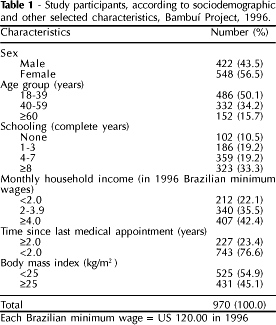 Table 1 - Study participants, according to sociodemographic
and other selected characteristics, Bambuí Project, 1996.
Characteristics Number (%)
Sex
Male 422 (43.5)
Female 548 (56.5)
Age group (years)
18-39 486 (50.1)
40-59 332 (34.2)
≥60 152 (15.7)
Schooling (complete years)
None 102 (10.5)
1-3 186 (19.2)
4-7 359 (19.2)
≥8 323 (33.3)
Monthly household income (in 1996 Brazilian minimum
wages)
<2.0 212 (22.1)
2-3.9 340 (35.5)
≥4.0 407 (42.4)
Time since last medical appointment (years)
≥2.0 227 (23.4)
<2.0 743 (76.6)
Body mass index (kg/m²)
<25 525 (54.9)
≥25 431 (45.1)
Total 970 (100.0)
Each Brazilian minimum wage = US 120.00 in 1996